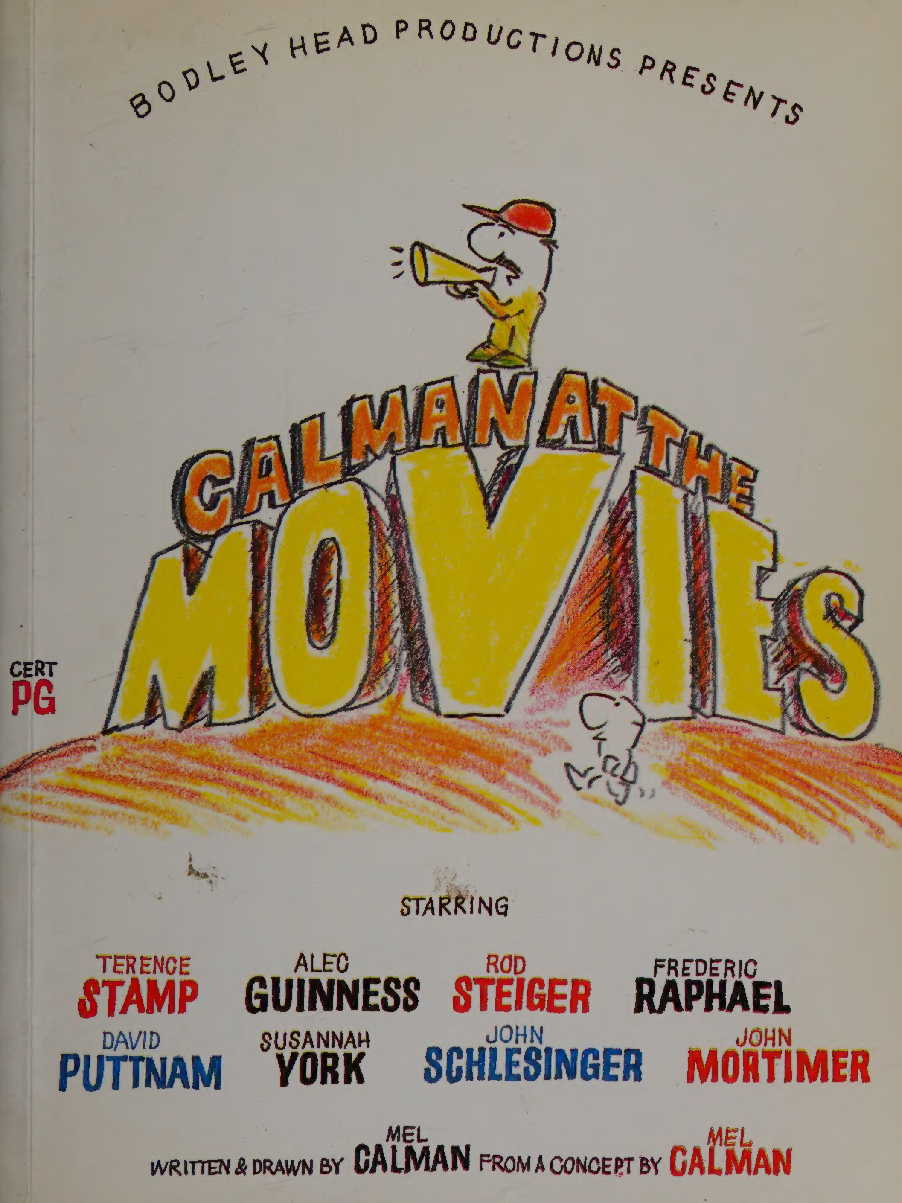 BODLEY HEAD PRODUCTIONS PRESENTS
CALMAN AT THE
MOVIES
CERT
PG
STARRING
TERENCE STAMP ALEC GUINNESS ROD STEIGER FREDERIC RAPHAEL
DAVID PUTTNAM SUSANNAH YORK JOHN SCHLESINGER JOHN MORTIMER
WRITTEN & DRAWN BY MEL CALMAN FROM A CONCEPT BY MEL CALMAN